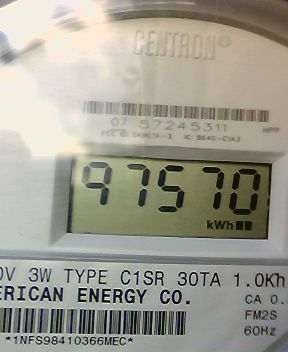 CENTRON®
07 57245311 HPP
97570
kWh
0V 3W TYPE C1SR 30TA 1.0Kh
ERICAN ENERGY CO. CA 0.
FM2S
*1NFS98410366MEC* 60Hz